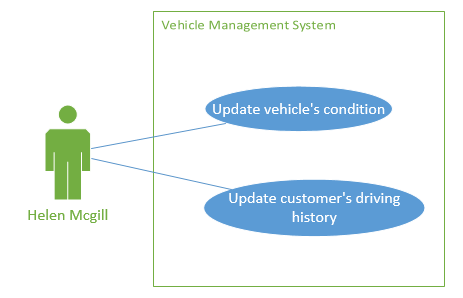 Vehicle Management System
Update vehicle's condition
Update customer's driving
history
Helen Mcgill